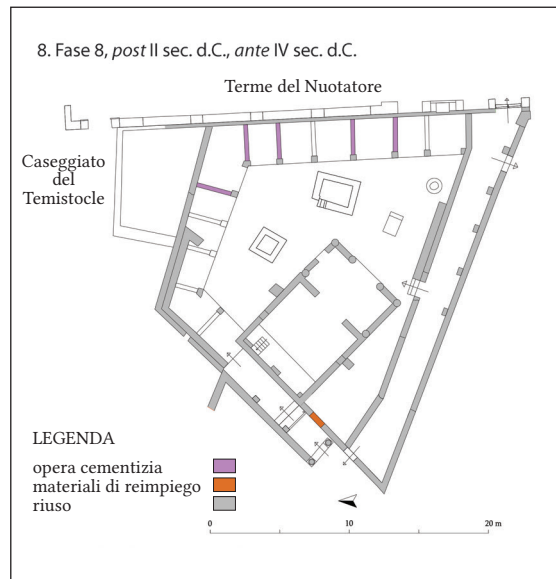 8. Fase 8, post II sec. d.C., ante IV sec. d.C.
Terme del Nuotatore
Caseggiato
del
Temistocle
LEGENDA
opera cementizia
materiali di reimpiego
riuso
0 10 20 m